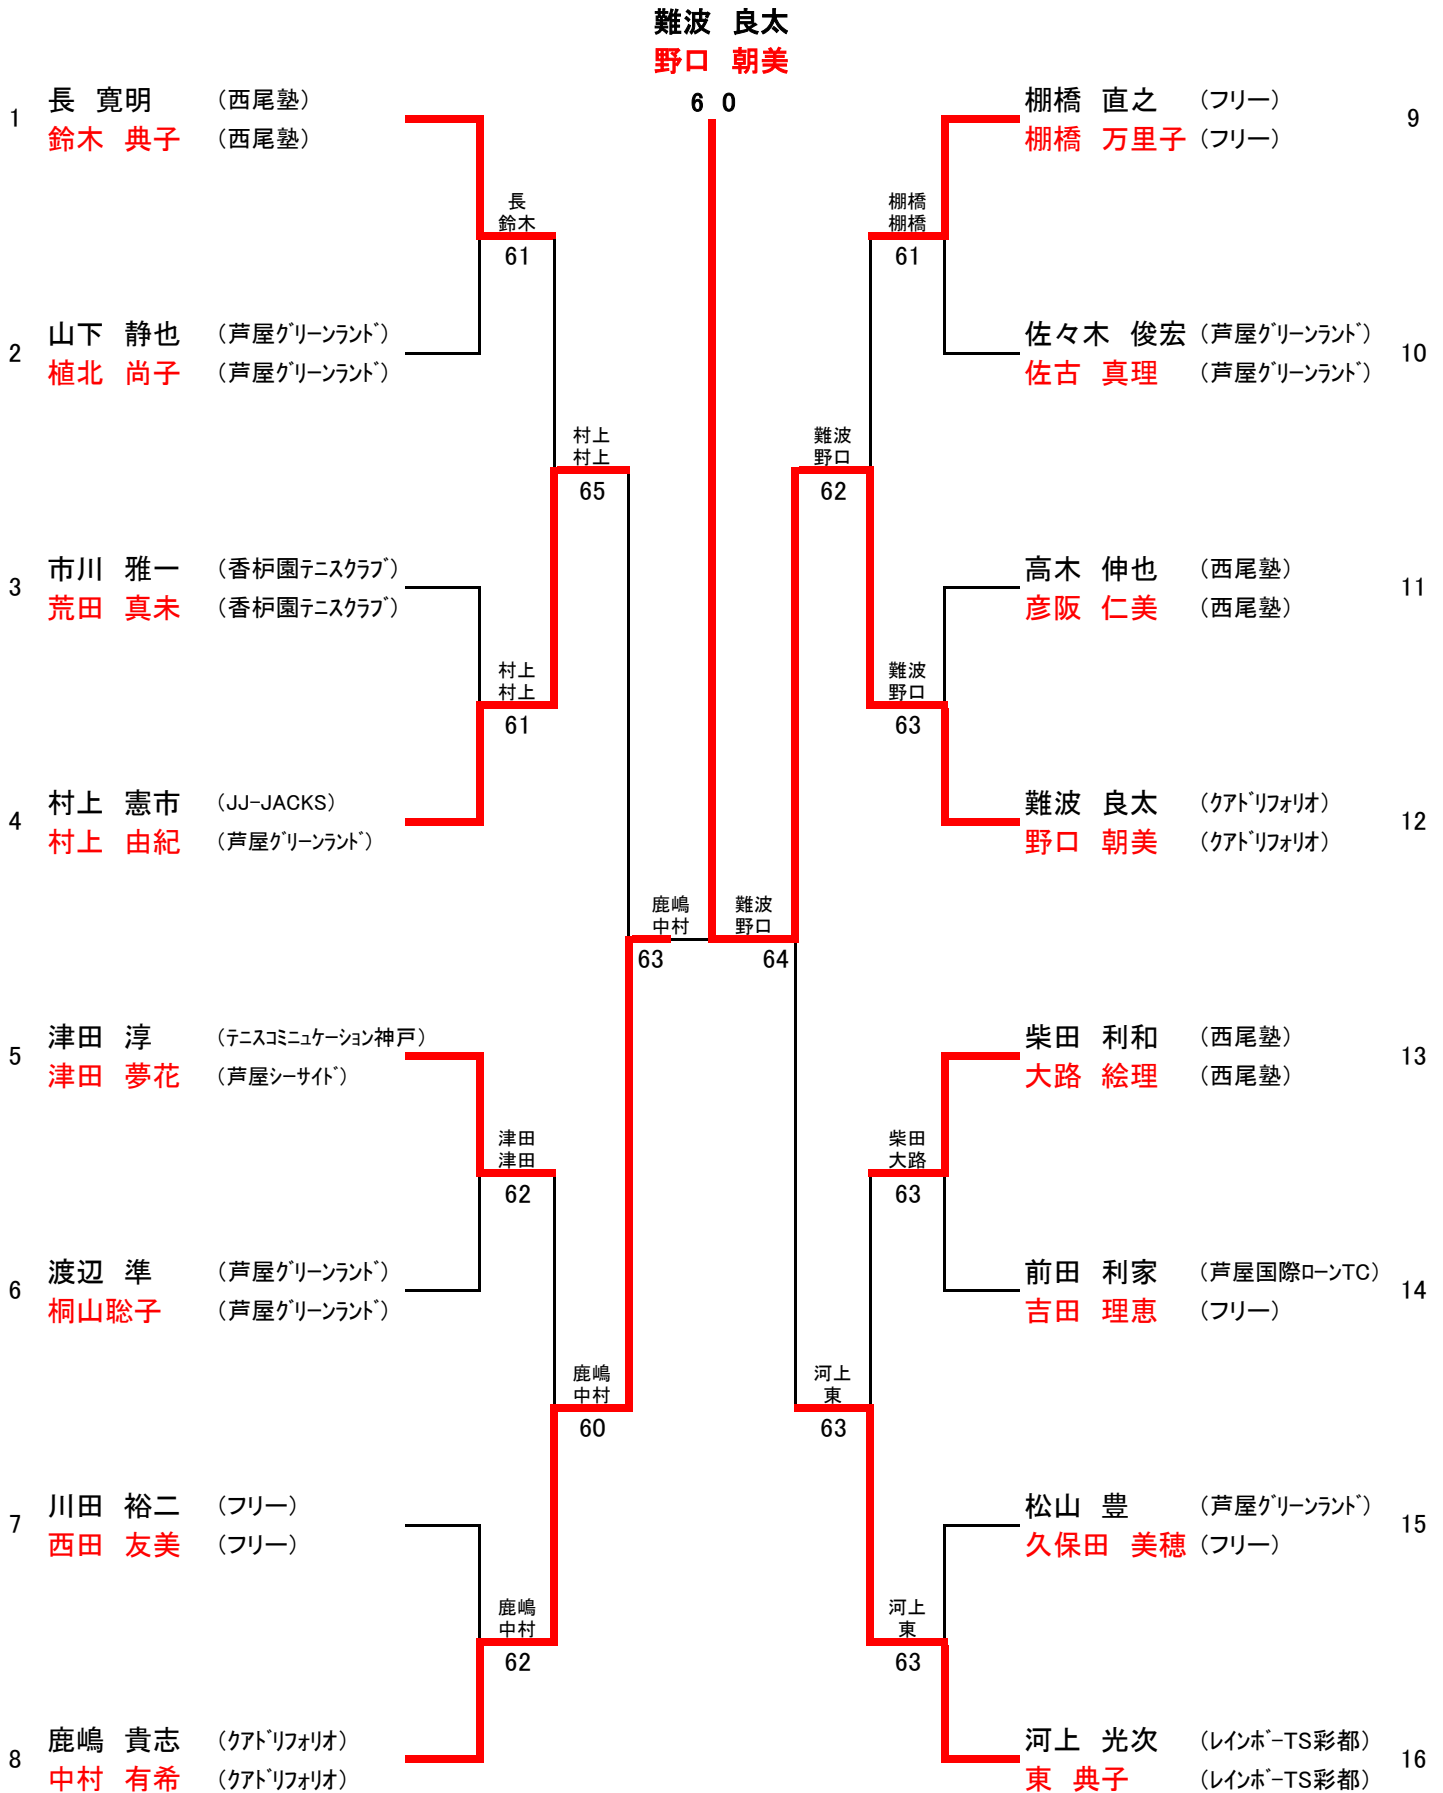 難波 良太
野口 朝美
6 0
1 長 寛明 (西尾塾)
鈴木 典子 (西尾塾)
長
鈴木
61
2 山下 静也 (芦屋ｸﾞﾘｰﾝﾗﾝﾄﾞ)
植北 尚子 (芦屋ｸﾞﾘｰﾝﾗﾝﾄﾞ)
村上
村上
65
3 市川 雅一 (香枦園ﾃﾆｽｸﾗﾌﾞ)
荒田 真未 (香枦園ﾃﾆｽｸﾗﾌﾞ)
村上
村上
61
4 村上 憲市 (JJ-JACKS)
村上 由紀 (芦屋ｸﾞﾘｰﾝﾗﾝﾄﾞ)
鹿嶋
中村
63
5 津田 淳 (ﾃﾆｽｺﾐﾆｭｹｰｼｮﾝ神戸)
津田 夢花 (芦屋ｼｰｻｲﾄﾞ)
津田
津田
62
6 渡辺 準 (芦屋ｸﾞﾘｰﾝﾗﾝﾄﾞ)
桐山聡子 (芦屋ｸﾞﾘｰﾝﾗﾝﾄﾞ)
鹿嶋
中村
60
7 川田 裕二 (フリー)
西田 友美 (フリー)
鹿嶋
中村
62
8 鹿嶋 貴志 (ｸｱﾄﾞﾘﾌｫﾘｵ)
中村 有希 (ｸｱﾄﾞﾘﾌｫﾘｵ)
棚橋 直之 (フリー) 9
棚橋 万里子 (フリー)
棚橋
棚橋
61
佐々木 俊宏 (芦屋ｸﾞﾘｰﾝﾗﾝﾄﾞ) 10
佐古 真理 (芦屋ｸﾞﾘｰﾝﾗﾝﾄﾞ)
難波
野口
62
高木 伸也 (西尾塾) 11
彦阪 仁美 (西尾塾)
難波
野口
63
難波 良太 (ｸｱﾄﾞﾘﾌｫﾘｵ) 12
野口 朝美 (ｸｱﾄﾞﾘﾌｫﾘｵ)
難波
野口
64
柴田 利和 (西尾塾) 13
大路 絵理 (西尾塾)
柴田
大路
63
前田 利家 (芦屋国際ﾛｰﾝTC) 14
吉田 理恵 (フリー)
河上
東
63
松山 豊 (芦屋ｸﾞﾘｰﾝﾗﾝﾄﾞ) 15
久保田 美穂 (フリー)
河上
東
63
河上 光次 (ﾚｲﾝﾎﾞｰTS彩都) 16
東 典子 (ﾚｲﾝﾎﾞｰTS彩都)